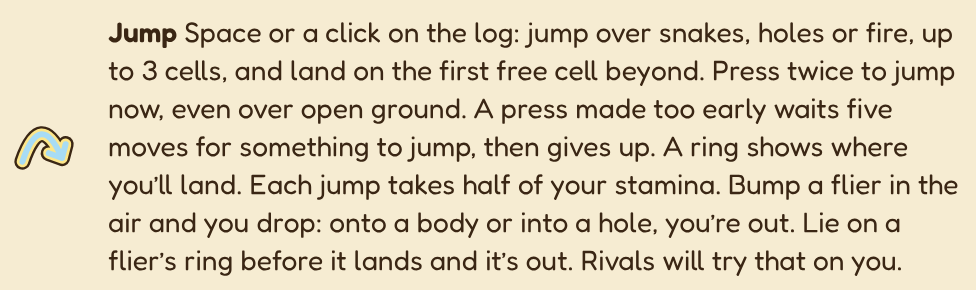 Jump Space or a click on the log: jump over snakes, holes or fire, up
to 3 cells, and land on the first free cell beyond. Press twice to jump
now, even over open ground. A press made too early waits five
moves for something to jump, then gives up. A ring shows where
you’ll land. Each jump takes half of your stamina. Bump a flier in the
air and you drop: onto a body or into a hole, you’re out. Lie on a
flier’s ring before it lands and it’s out. Rivals will try that on you.